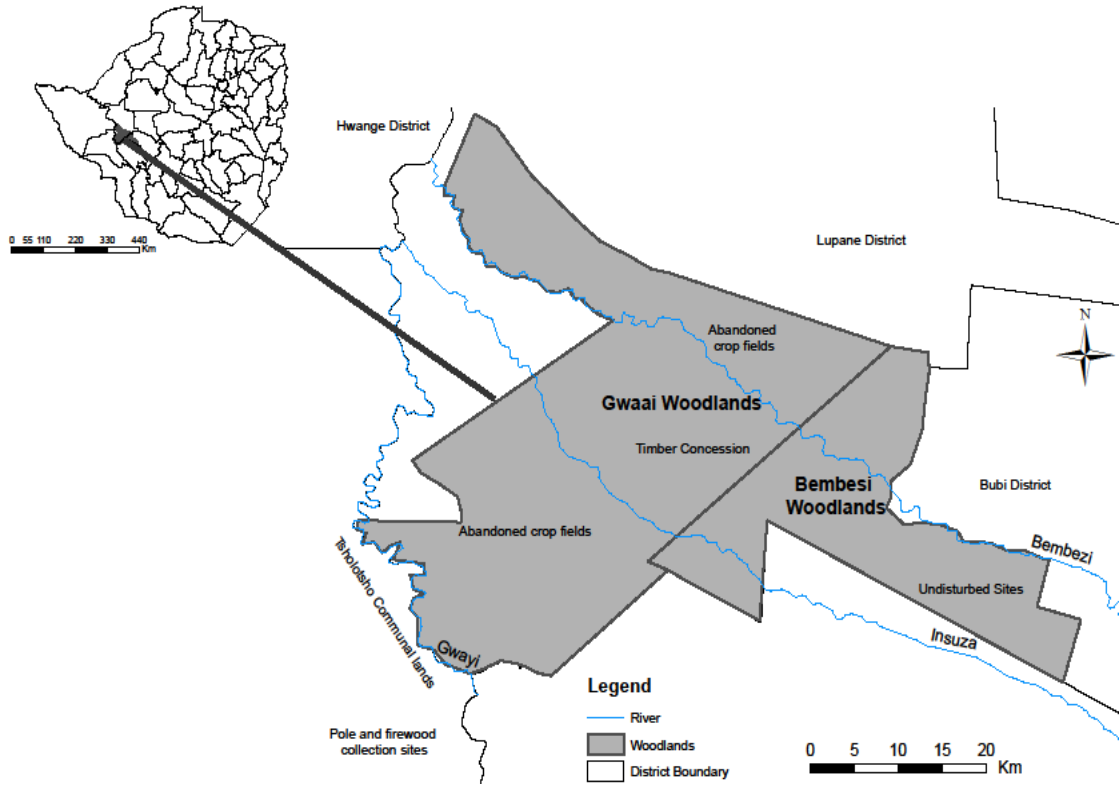 Hwange District
0 55 110 220 330 440
Km
Lupane District
N
Abandoned
crop fields
Gwaai Woodlands
Timber Concession
Bembesi
Woodlands
Bubi District
Abandoned crop fields
Bembezi
Tsholotsho Communal lands
Undisturbed Sites
Insuza
Gwayi
Legend
River
Woodlands
District Boundary
Pole and firewood
collection sites
0 5 10 15 20
Km